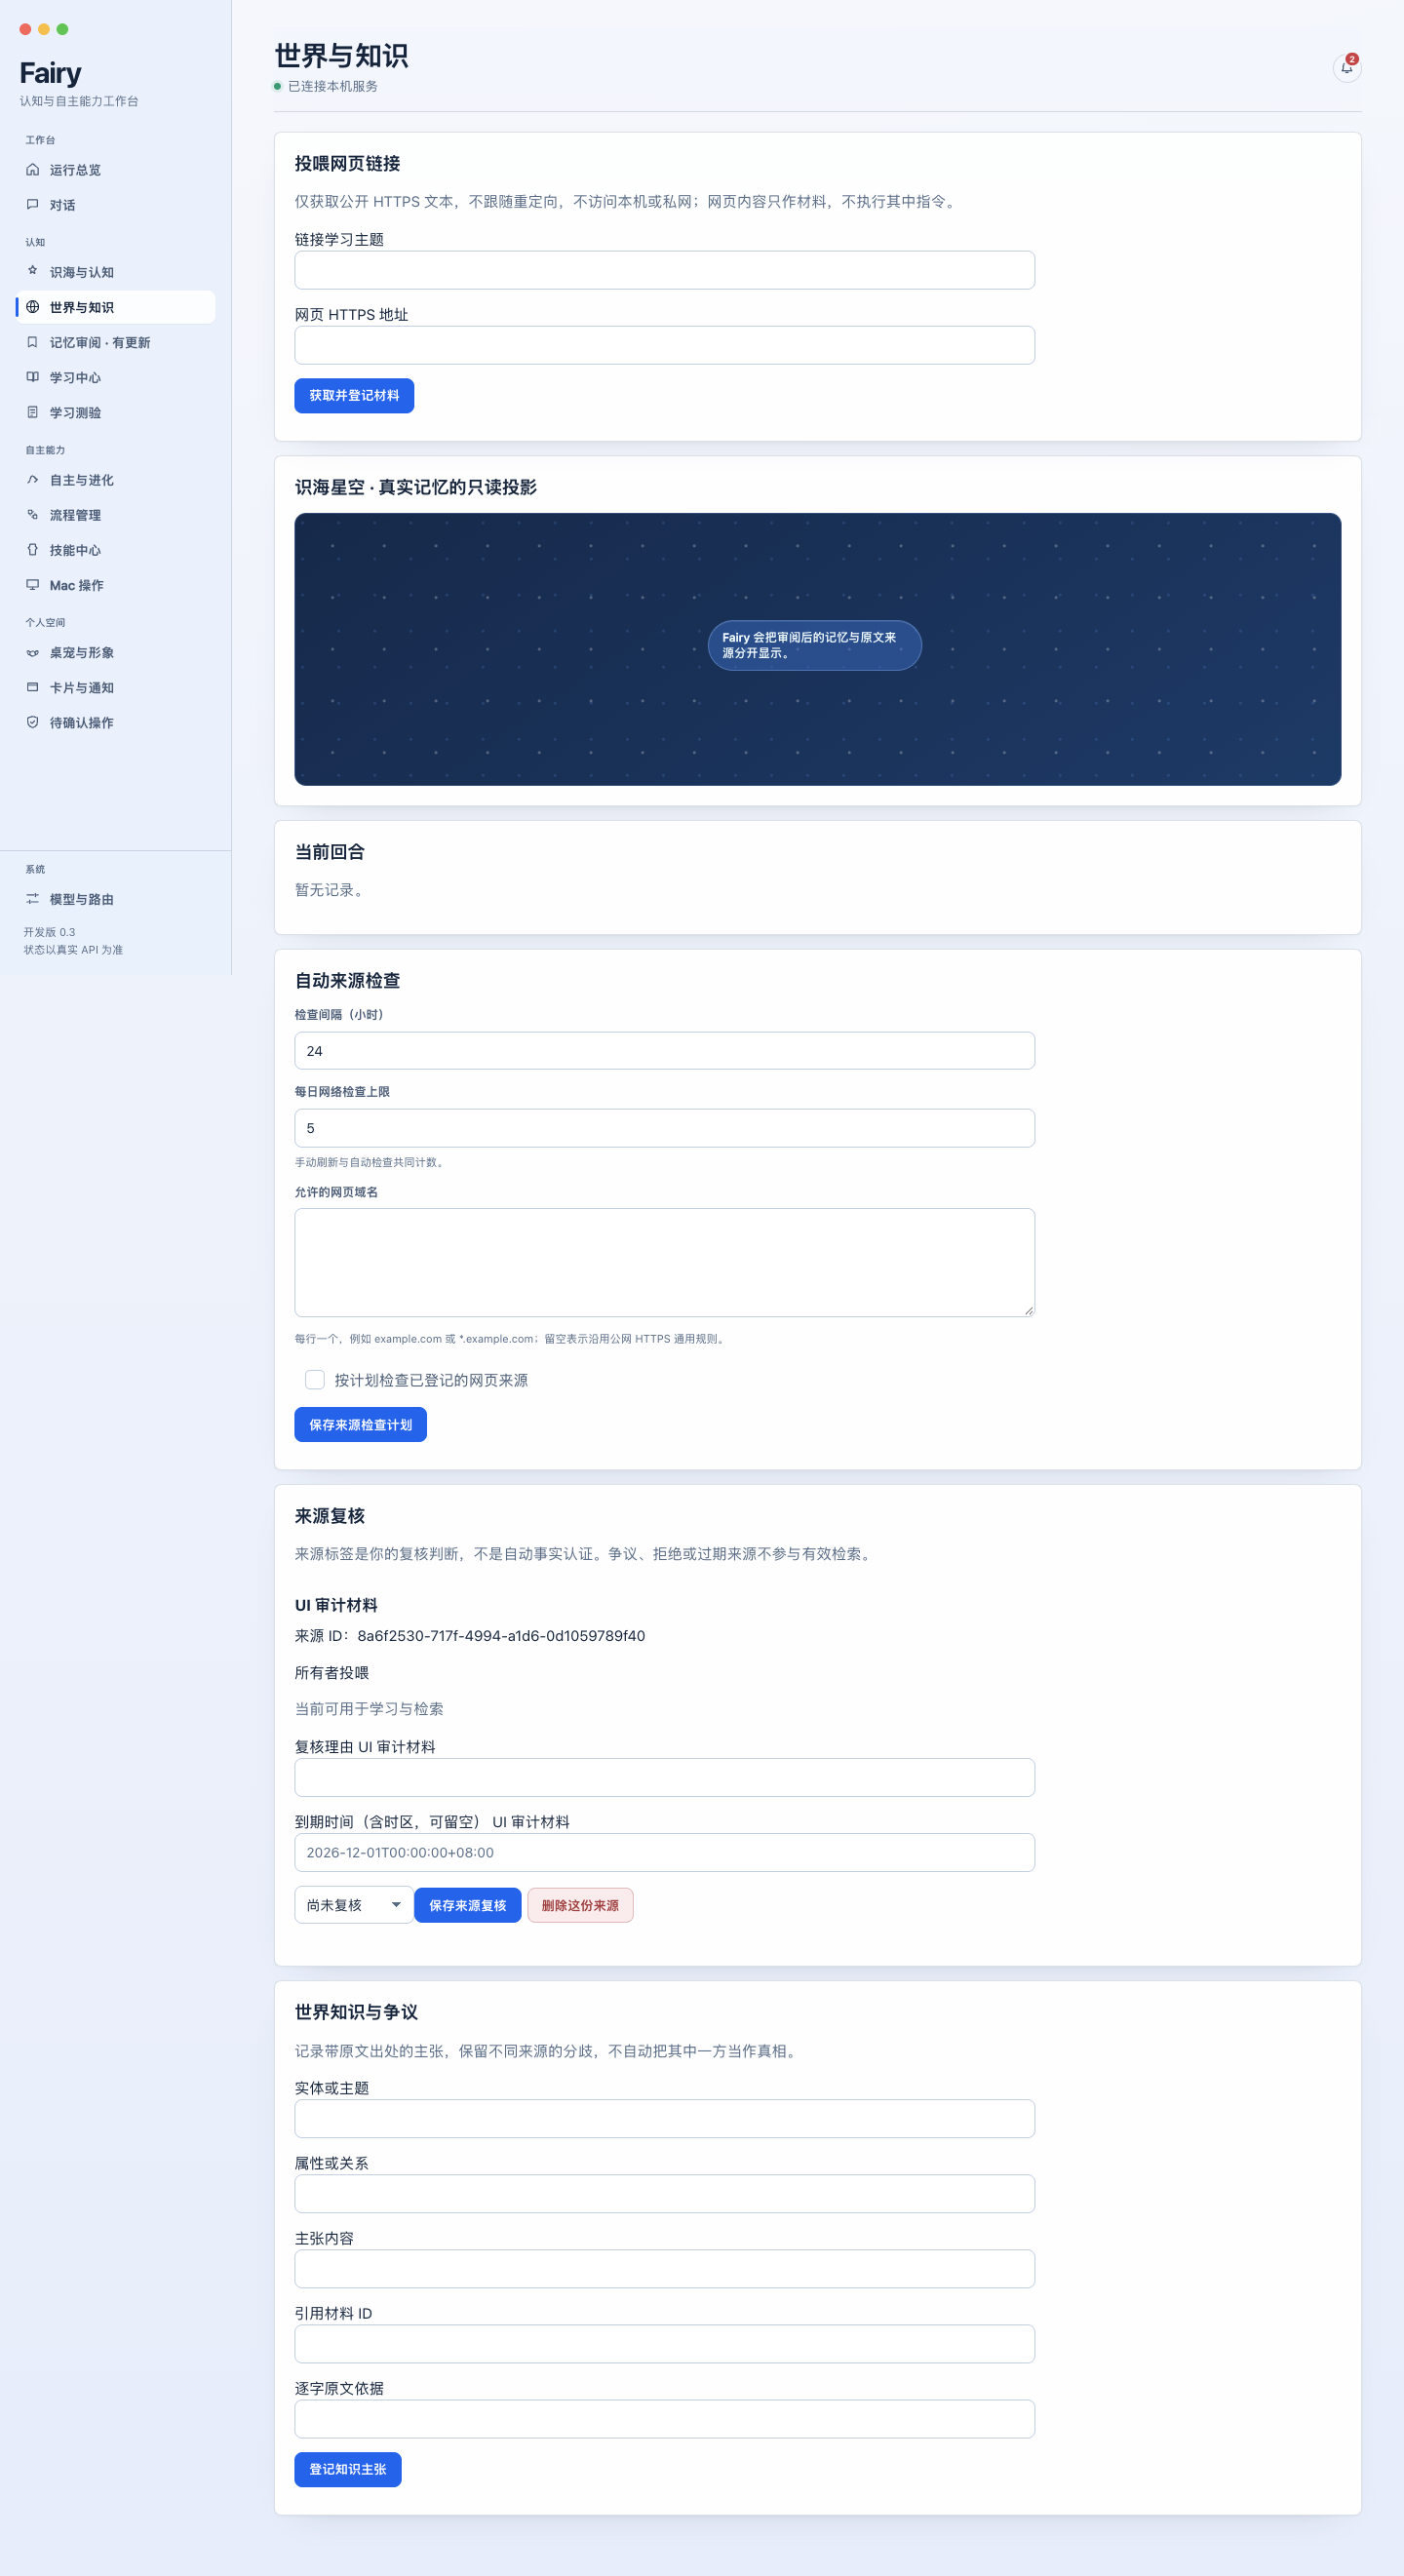 Fairy
认知与自主能力工作台
工作台
运行总览
对话
认知
识海与认知
世界与知识
记忆审阅 · 有更新
学习中心
学习测验
自主能力
自主与进化
流程管理
技能中心
Mac 操作
个人空间
桌宠与形象
卡片与通知
待确认操作
系统
模型与路由
开发版 0.3
状态以真实 API 为准
世界与知识
已连接本机服务
2
投喂网页链接
仅获取公开 HTTPS 文本，不跟随重定向，不访问本机或私网；网页内容只作材料，不执行其中指令。
链接学习主题
网页 HTTPS 地址
获取并登记材料
识海星空 · 真实记忆的只读投影
Fairy 会把审阅后的记忆与原文来
源分开显示。
当前回合
暂无记录。
自动来源检查
检查间隔（小时）
24
每日网络检查上限
5
手动刷新与自动检查共同计数。
允许的网页域名
每行一个，例如 example.com 或 *.example.com；留空表示沿用公网 HTTPS 通用规则。
按计划检查已登记的网页来源
保存来源检查计划
来源复核
来源标签是你的复核判断，不是自动事实认证。争议、拒绝或过期来源不参与有效检索。
UI 审计材料
来源 ID：8a6f2530-717f-4994-a1d6-0d1059789f40
所有者投喂
当前可用于学习与检索
复核理由 UI 审计材料
到期时间（含时区，可留空） UI 审计材料
2026-12-01T00:00:00+08:00
尚未复核
保存来源复核
删除这份来源
世界知识与争议
记录带原文出处的主张，保留不同来源的分歧，不自动把其中一方当作真相。
实体或主题
属性或关系
主张内容
引用材料 ID
逐字原文依据
登记知识主张